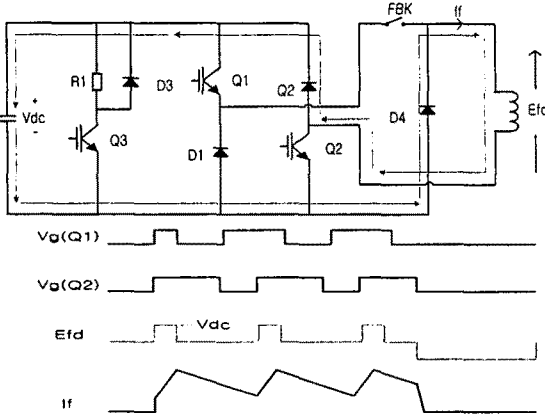 FBK
If
R1
D3
Q1
Q2
Vdc
Q3
D1
Q2
D4
Efd
Vg(Q1)
Vg(Q2)
Efd
Vdc
If